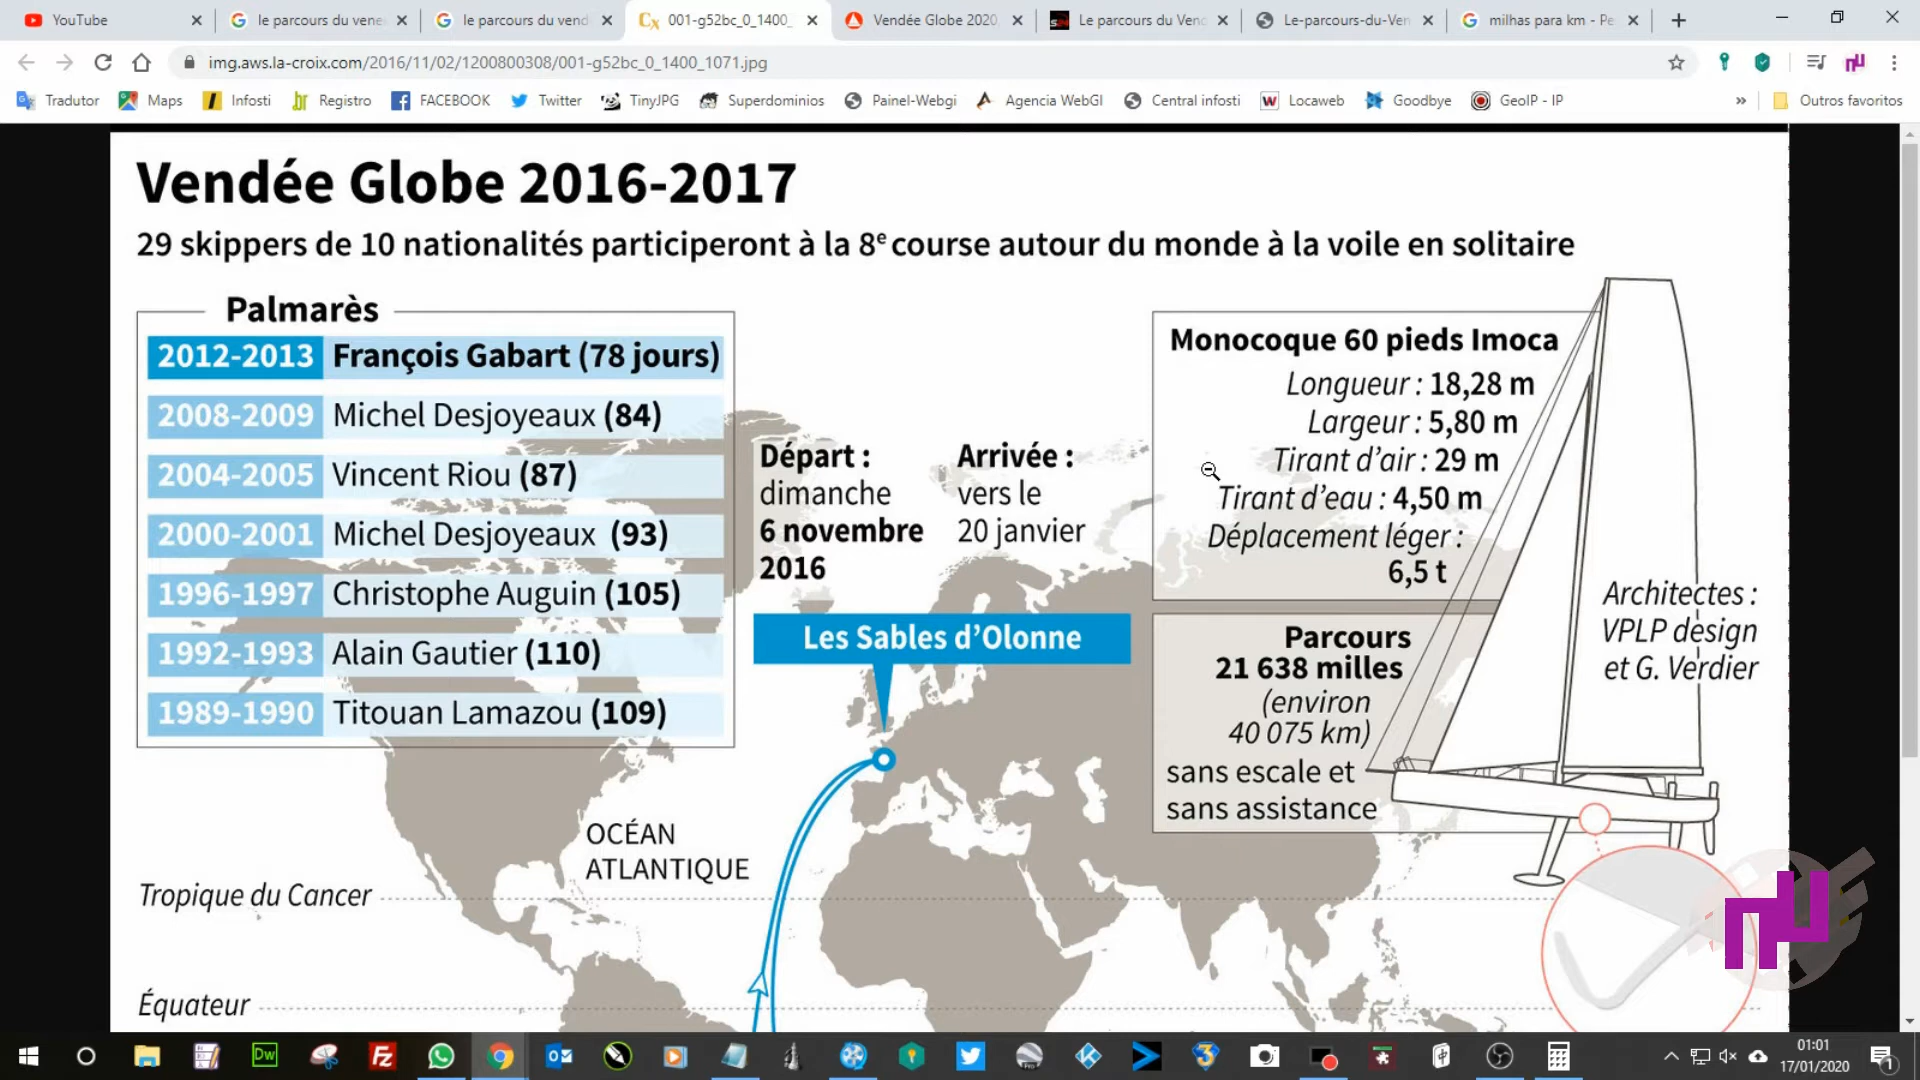 YouTube
le parcours du vene
le parcours du vend
001-g52bc_0_1400_
Vendée Globe 2020
Le parcours du Venc
Le-parcours-du-Ven
milhas para km - Pe
img.aws.la-croix.com/2016/11/02/1200800308/001-g52bc_0_1400_1071.jpg
Tradutor
Maps
Infosti
Registro
FACEBOOK
Twitter
TinyJPG
Superdominios
Painel-Webgi
Agencia WebGI
Central infosti
Locaweb
Goodbye
GeoIP - IP
Outros favoritos
Vendée Globe 2016-2017
29 skippers de 10 nationalités participeront à la 8e course autour du monde à la voile en solitaire
Palmarès
2012-2013 François Gabart (78 jours)
2008-2009 Michel Desjoyeaux (84)
2004-2005 Vincent Riou (87)
2000-2001 Michel Desjoyeaux (93)
1996-1997 Christophe Auguin (105)
1992-1993 Alain Gautier (110)
1989-1990 Titouan Lamazou (109)
Départ :
dimanche
6 novembre
2016
Arrivée :
vers le
20 janvier
Les Sables d'Olonne
Monocoque 60 pieds Imoca
Longueur : 18,28 m
Largeur : 5,80 m
Tirant d'air : 29 m
Tirant d'eau : 4,50 m
Déplacement léger :
6,5 t
Architectes :
VPLP design
et G. Verdier
Parcours
21 638 milles
(environ
40 075 km)
sans escale et
sans assistance
OCÉAN
ATLANTIQUE
Tropique du Cancer
Équateur
Dw
01:01
17/01/2020
1